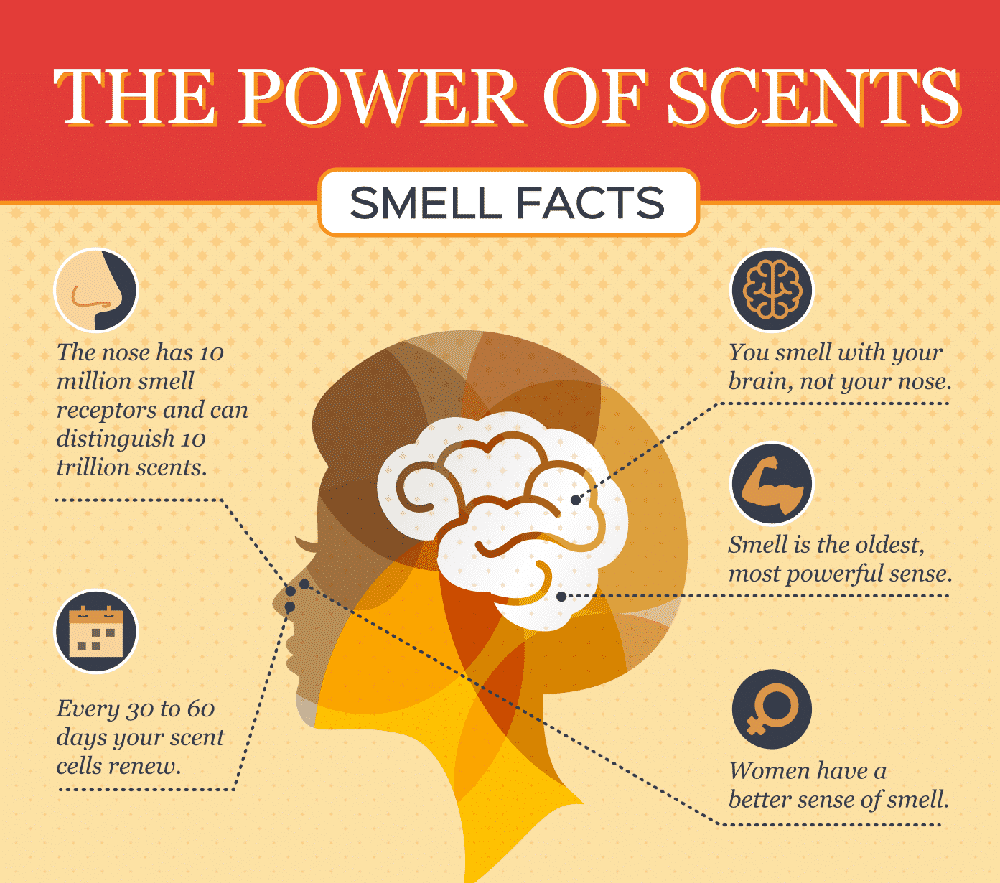 THE POWER OF SCENTS
SMELL FACTS
The nose has 10
million smell
receptors and can
distinguish 10
trillion scents.
Every 30 to 60
days your scent
cells renew.
You smell with your
brain, not your nose.
Smell is the oldest,
most powerful sense.
Women have a
better sense of smell.